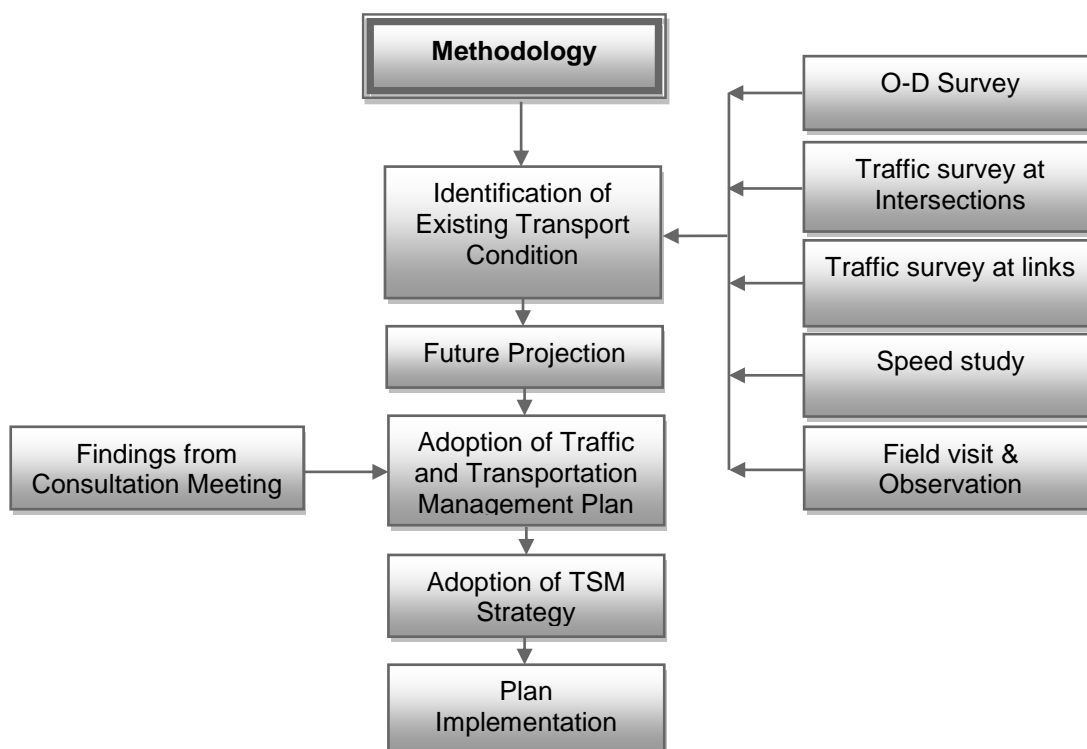 Methodology
O-D Survey
Traffic survey at
Intersections
Identification of
Existing Transport
Condition
Traffic survey at links
Future Projection
Speed study
Findings from
Consultation Meeting
Adoption of Traffic
and Transportation
Management Plan
Field visit &
Observation
Adoption of TSM
Strategy
Plan
Implementation